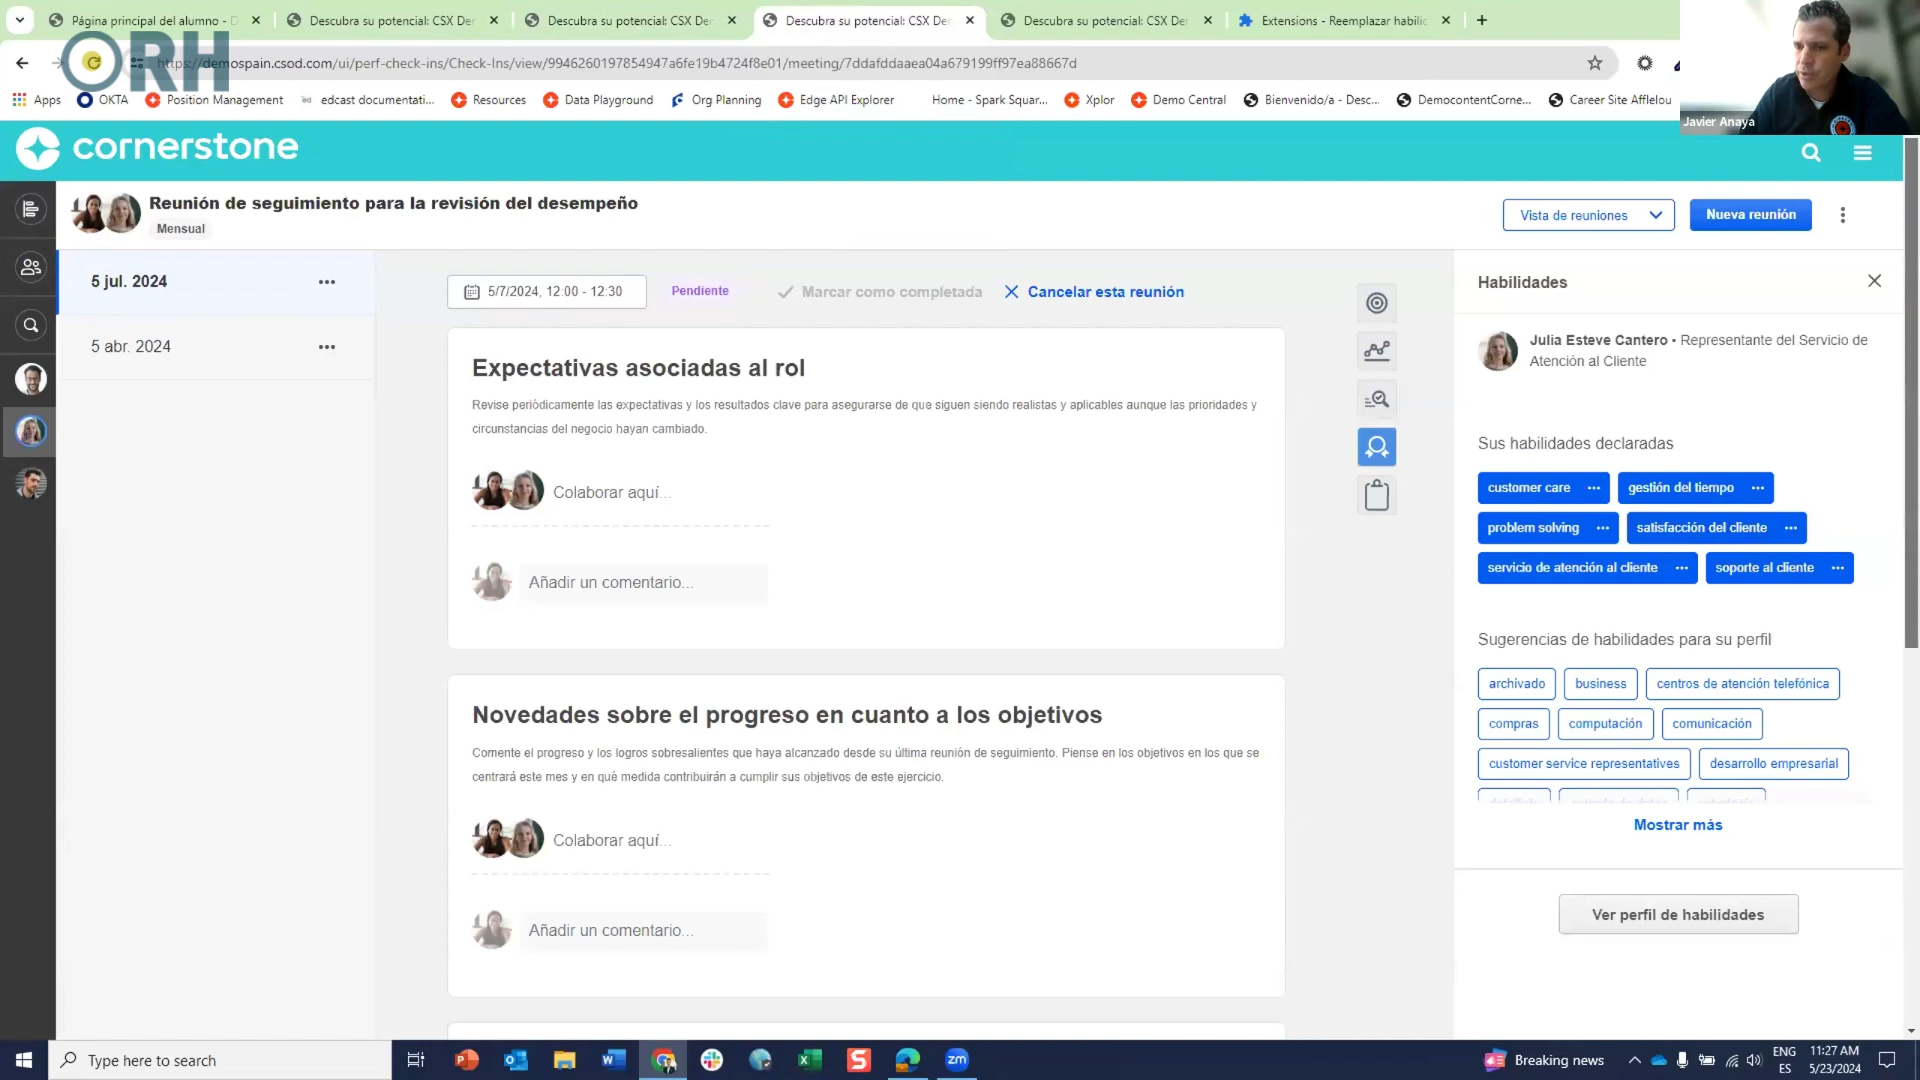 Página principal del alumno - D
Descubra su potencial: CSX Der
Descubra su potencial: CSX De
Descubra su potencial: CSX Der
Descubra su potencial: CSX De
Extensions - Reemplazar habilic
ORH
https://demospain.csod.com/ui/perf-check-ins/Check-Ins/view/9946260197854947a6fe19b4724f8e01/meeting/7ddafddaaea04a679199ff97ea88667d
Apps
OKTA
Position Management
edcast documentati...
Resources
Data Playground
Org Planning
Edge API Explorer
Home - Spark Squar...
Xplor
Demo Central
Bienvenido/a - Desc...
DemocontentCorne...
Career Site Afflelou
Javier Anaya
cornerstone
Reunión de seguimiento para la revisión del desempeño
Mensual
Vista de reuniones
Nueva reunión
5 jul. 2024
5 abr. 2024
5/7/2024, 12:00 - 12:30
Pendiente
Marcar como completada
Cancelar esta reunión
Expectativas asociadas al rol
Revise periódicamente las expectativas y los resultados clave para asegurarse de que siguen siendo realistas y aplicables aunque las prioridades y
circunstancias del negocio hayan cambiado.
Colaborar aquí...
Añadir un comentario...
Novedades sobre el progreso en cuanto a los objetivos
Comente el progreso y los logros sobresalientes que haya alcanzado desde su última reunión de seguimiento. Piense en los objetivos en los que se
centrará este mes y en qué medida contribuirán a cumplir sus objetivos de este ejercicio.
Colaborar aquí...
Añadir un comentario...
Habilidades
Julia Esteve Cantero • Representante del Servicio de
Atención al Cliente
Sus habilidades declaradas
customer care
gestión del tiempo
problem solving
satisfacción del cliente
servicio de atención al cliente
soporte al cliente
Sugerencias de habilidades para su perfil
archivado
business
centros de atención telefónica
compras
computación
comunicación
customer service representatives
desarrollo empresarial
Mostrar más
Ver perfil de habilidades
Type here to search
zm
Breaking news
ENG
ES
11:27 AM
5/23/2024